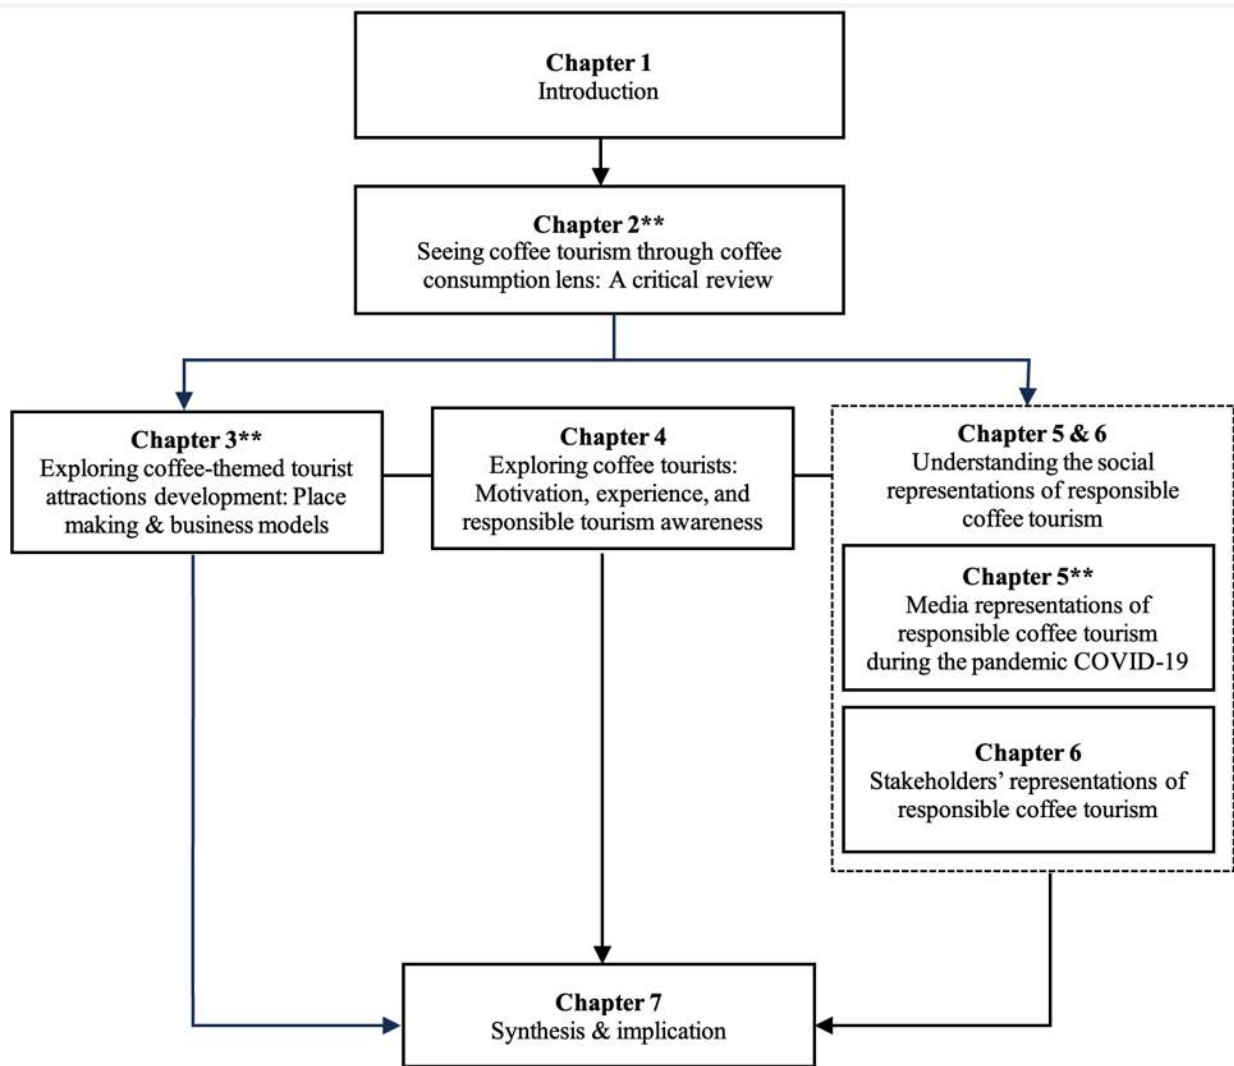 Chapter 1
Introduction
Chapter 2**
Seeing coffee tourism through coffee
consumption lens: A critical review
Chapter 3**
Exploring coffee-themed tourist
attractions development: Place
making & business models
Chapter 4
Exploring coffee tourists:
Motivation, experience, and
responsible tourism awareness
Chapter 5 & 6
Understanding the social
representations of responsible
coffee tourism
Chapter 5**
Media representations of
responsible coffee tourism
during the pandemic COVID-19
Chapter 6
Stakeholders’ representations of
responsible coffee tourism
Chapter 7
Synthesis & implication